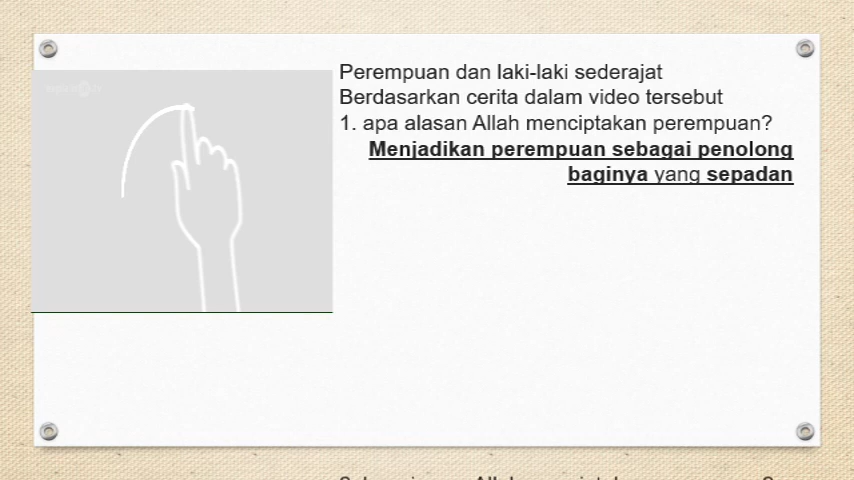 Perempuan dan laki-laki sederajat
Berdasarkan cerita dalam video tersebut
1. apa alasan Allah menciptakan perempuan?
Menjadikan perempuan sebagai penolong
baginya yang sepadan